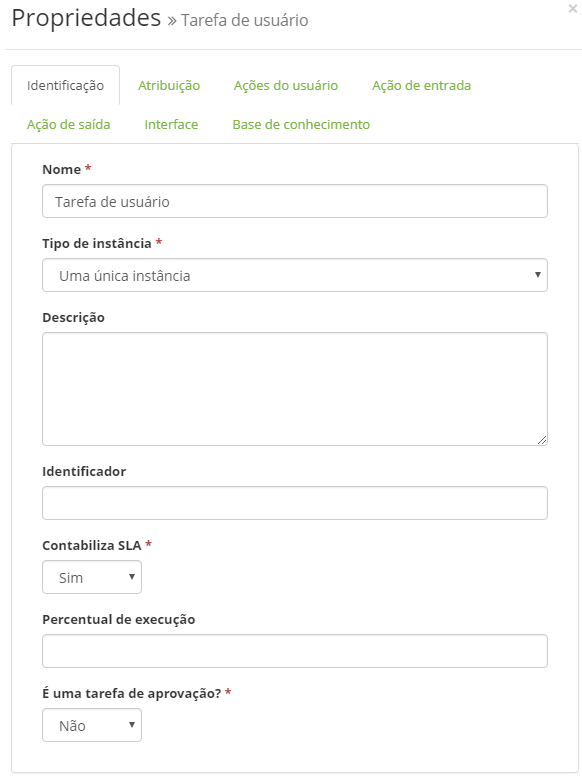 Propriedades » Tarefa de usuário ×
Identificação Atribuição Ações do usuário Ação de entrada
Ação de saída Interface Base de conhecimento
Nome *
Tarefa de usuário
Tipo de instância *
Uma única instância
Descrição
Identificador
Contabiliza SLA *
Sim
Percentual de execução
É uma tarefa de aprovação? *
Não